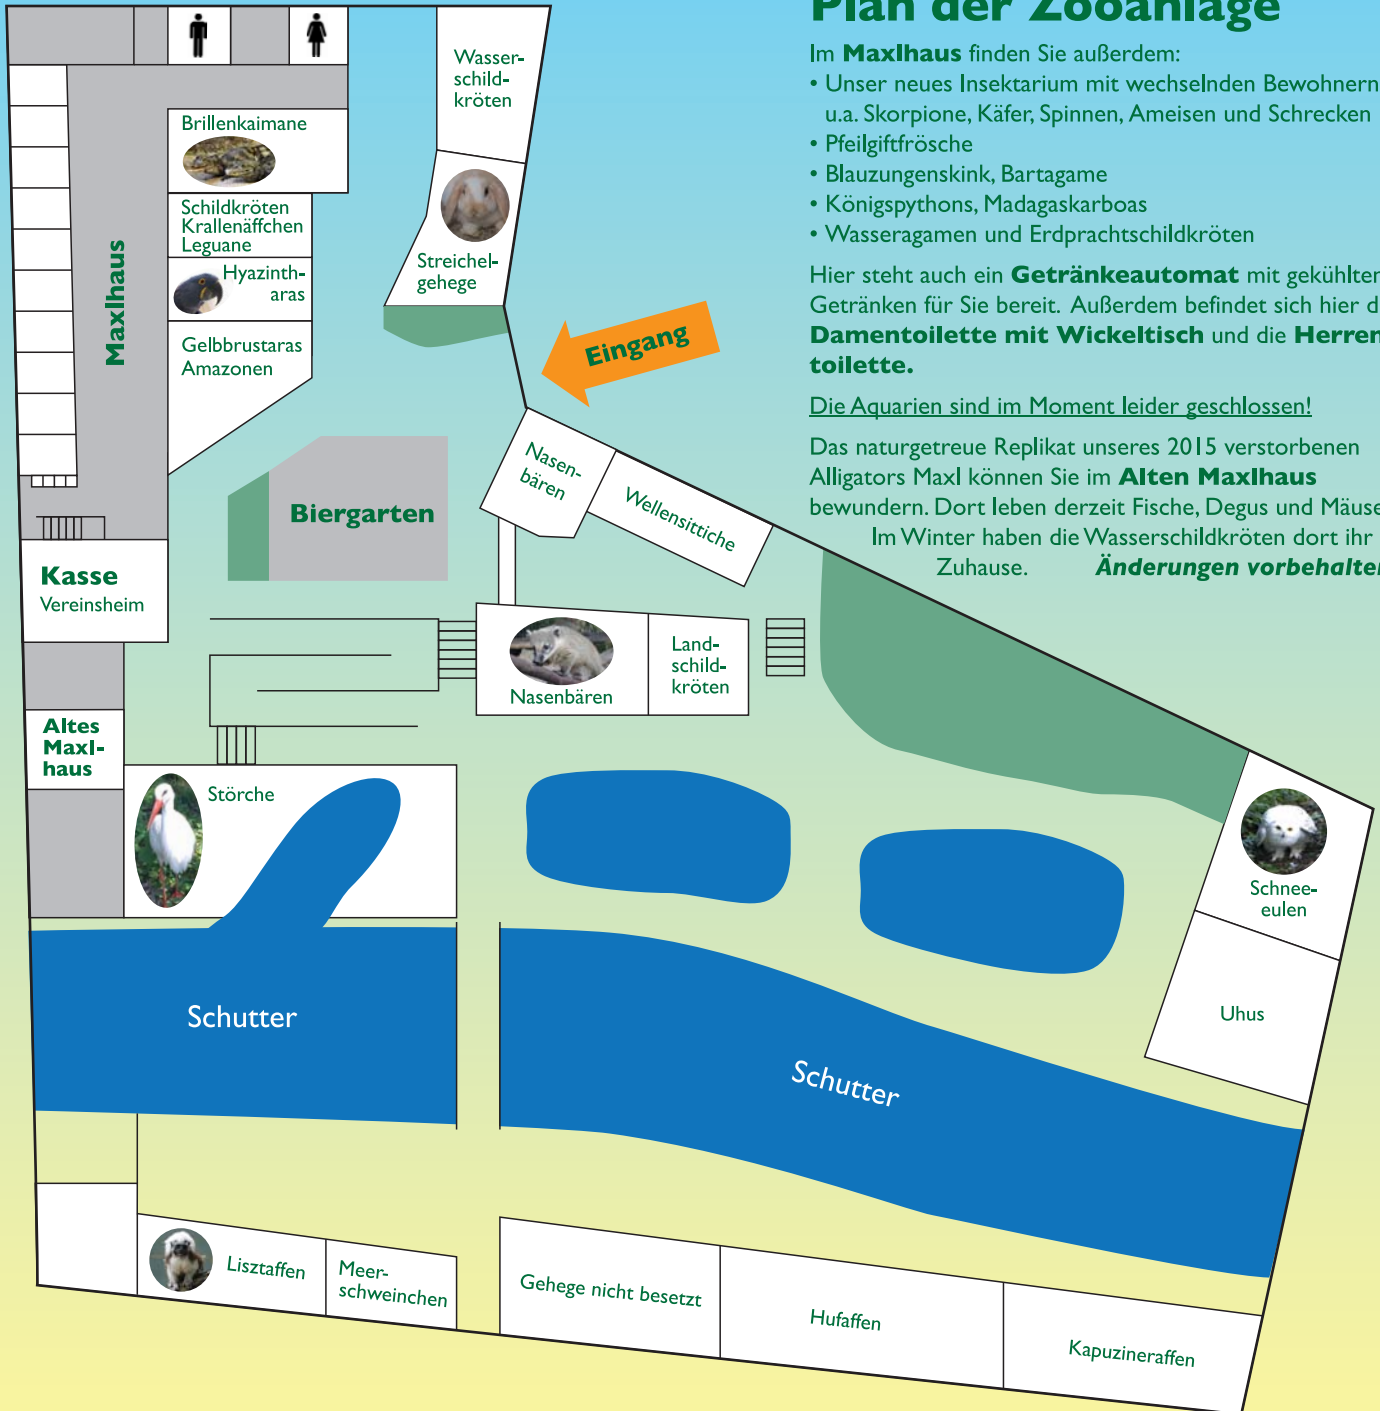 Plan der Zooanlage
Im Maxlhaus finden Sie außerdem:
• Unser neues Insektarium mit wechselnden Bewohnern
u.a. Skorpione, Käfer, Spinnen, Ameisen und Schrecken
• Pfeilgiftfrösche
• Blauzungenskink, Bartagame
• Königspythons, Madagaskarboas
• Wasseragamen und Erdprachtschildkröten
Hier steht auch ein Getränkeautomat mit gekühlten
Getränken für Sie bereit. Außerdem befindet sich hier d
Damentoilette mit Wickeltisch und die Herren
toilette.
Die Aquarien sind im Moment leider geschlossen!
Das naturgetreue Replikat unseres 2015 verstorbenen
Alligators Maxl können Sie im Alten Maxlhaus
bewundern. Dort leben derzeit Fische, Degus und Mäuse
Im Winter haben die Wasserschildkröten dort ihr
Zuhause. Änderungen vorbehalten
Wasser-
schild-
kröten
Brillenkaimane
Schildkröten
Krallenäffchen
Leguane
Hyazinth-
aras
Gelbbrustaras
Amazonen
Maxlhaus
Streichel-
gehege
Eingang
Nasen-
bären
Wellensittiche
Biergarten
Kasse
Vereinsheim
Nasenbären
Land-
schild-
kröten
Altes
Maxl-
haus
Störche
Schnee-
eulen
Uhus
Schutter
Schutter
Lisztaffen
Meer-
schweinchen
Gehege nicht besetzt
Hufaffen
Kapuzineraffen